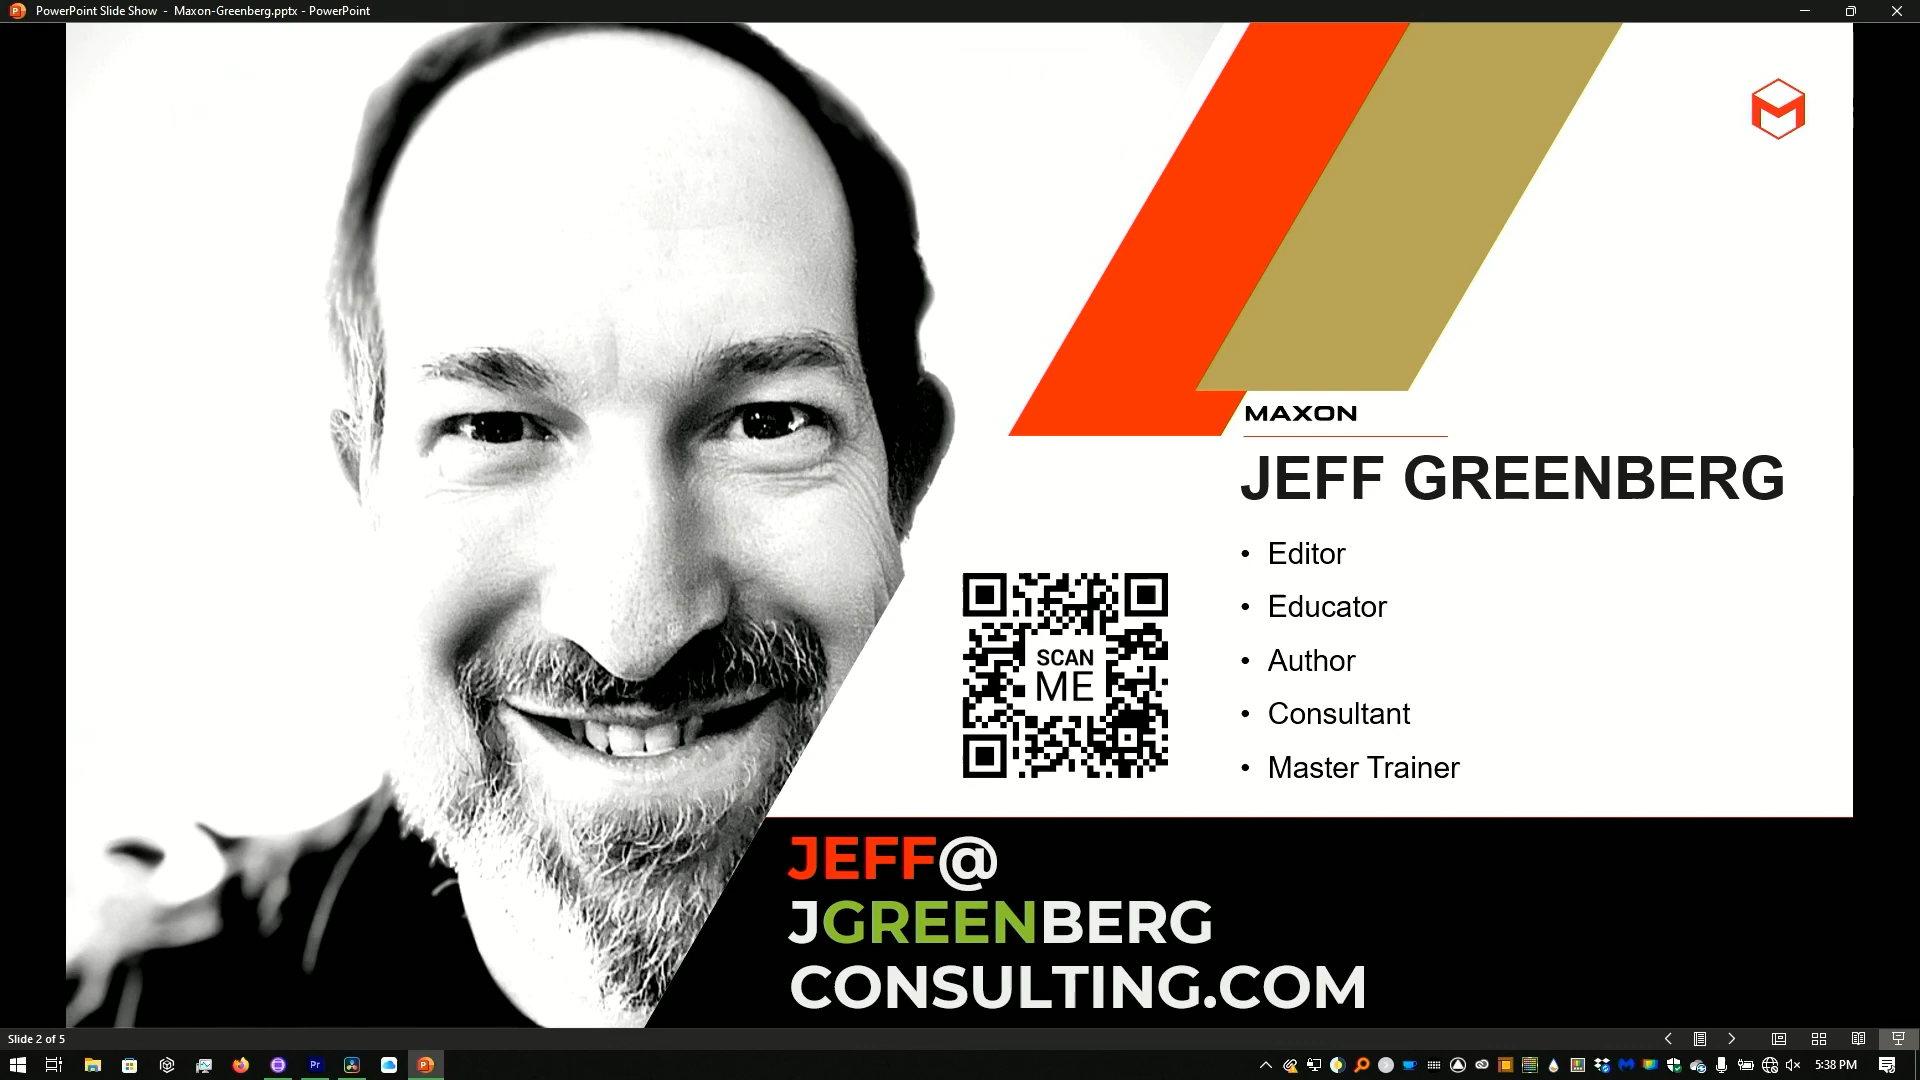 PowerPoint Slide Show - Maxon-Greenberg.pptx - PowerPoint
MAXON
JEFF GREENBERG
• Editor
• Educator
• Author
• Consultant
• Master Trainer
SCAN
ME
JEFF@
JGREENBERG
CONSULTING.COM
Slide 2 of 5
Pr
5:38 PM